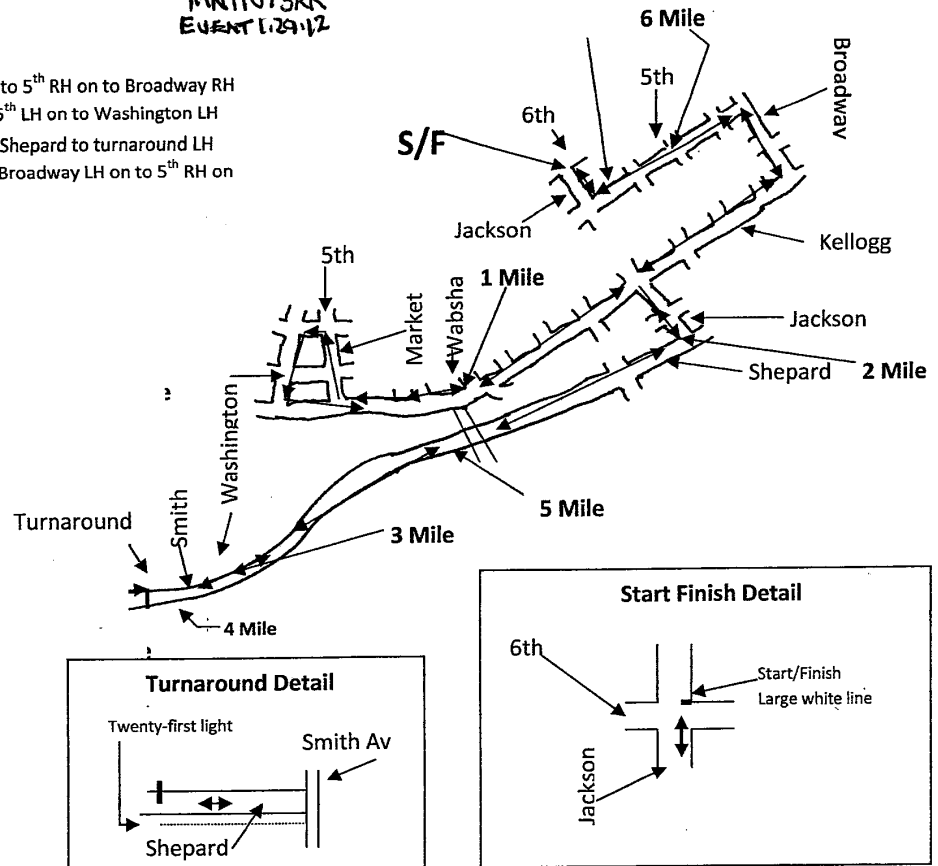 EVENT 1.29.12
6 Mile
to 5th RH on to Broadway RH
5th LH on to Washington LH
Shepard to turnaround LH
Broadway LH on to 5th RH on
5th
Broadway
6th
S/F
Jackson
Kellogg
5th
1 Mile
Market
Wabsha
Jackson
Shepard
2 Mile
Washington
Smith
5 Mile
Turnaround
3 Mile
4 Mile
Turnaround Detail
Twenty-first light
Smith Av
Shepard
Start Finish Detail
6th
Start/Finish
Large white line
Jackson